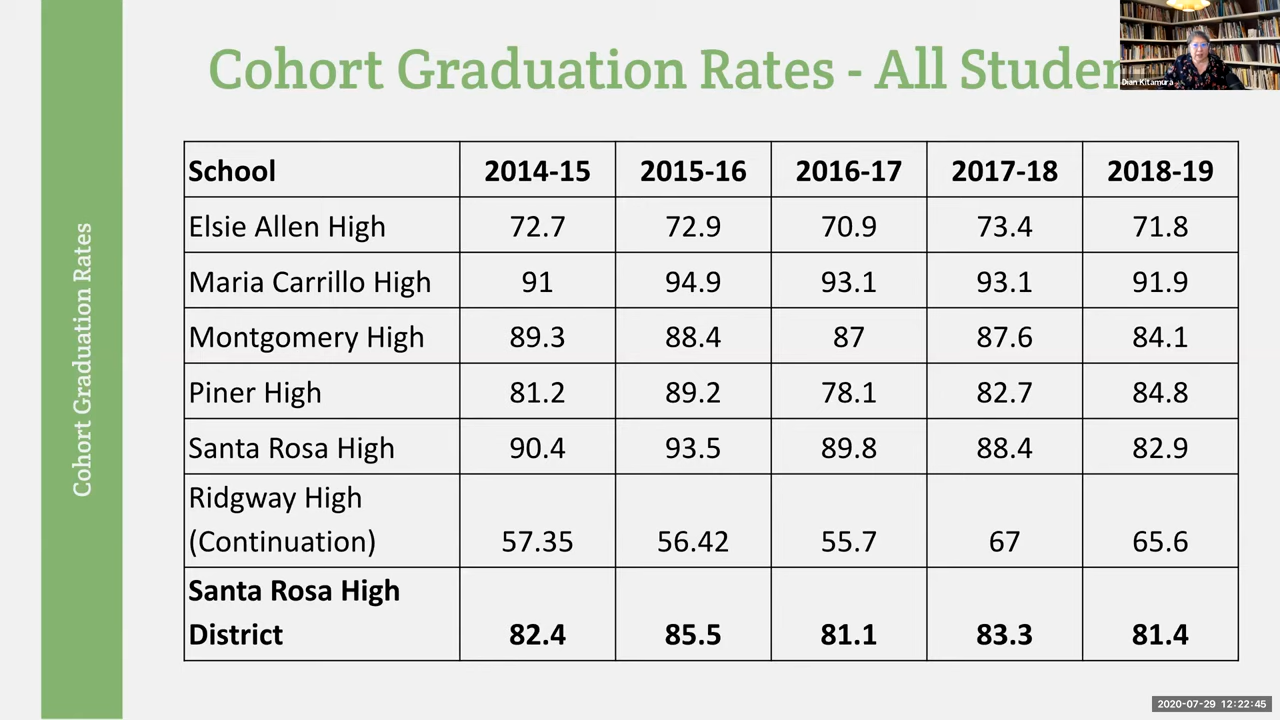 Cohort Graduation Rates - All Studen
Dian Kitamura
Cohort Graduation Rates
School 2014-15 2015-16 2016-17 2017-18 2018-19
Elsie Allen High 72.7 72.9 70.9 73.4 71.8
Maria Carrillo High 91 94.9 93.1 93.1 91.9
Montgomery High 89.3 88.4 87 87.6 84.1
Piner High 81.2 89.2 78.1 82.7 84.8
Santa Rosa High 90.4 93.5 89.8 88.4 82.9
Ridgway High
(Continuation) 57.35 56.42 55.7 67 65.6
Santa Rosa High
District 82.4 85.5 81.1 83.3 81.4
2020-07-29 12:22:45